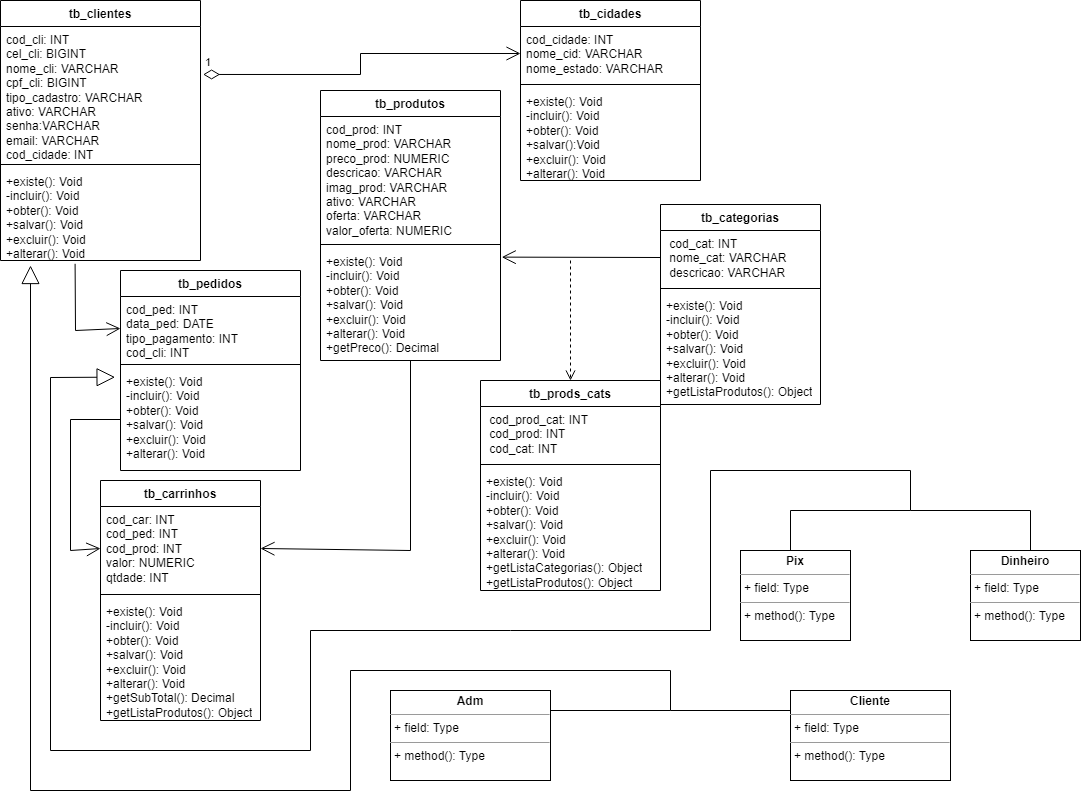 tb_clientes
cod_cli: INT
cel_cli: BIGINT
nome_cli: VARCHAR
cpf_cli: BIGINT
tipo_cadastro: VARCHAR
ativo: VARCHAR
senha:VARCHAR
email: VARCHAR
cod_cidade: INT
+existe(): Void
-incluir(): Void
+obter(): Void
+salvar(): Void
+excluir(): Void
+alterar(): Void
1
tb_cidades
cod_cidade: INT
nome_cid: VARCHAR
nome_estado: VARCHAR
+existe(): Void
-incluir(): Void
+obter(): Void
+salvar():Void
+excluir(): Void
+alterar(): Void
tb_produtos
cod_prod: INT
nome_prod: VARCHAR
preco_prod: NUMERIC
descricao: VARCHAR
imag_prod: VARCHAR
ativo: VARCHAR
oferta: VARCHAR
valor_oferta: NUMERIC
+existe(): Void
-incluir(): Void
+obter(): Void
+salvar(): Void
+excluir(): Void
+alterar(): Void
+getPreco(): Decimal
tb_categorias
cod_cat: INT
nome_cat: VARCHAR
descricao: VARCHAR
+existe(): Void
-incluir(): Void
+obter(): Void
+salvar(): Void
+excluir(): Void
+alterar(): Void
+getListaProdutos(): Object
tb_pedidos
cod_ped: INT
data_ped: DATE
tipo_pagamento: INT
cod_cli: INT
+existe(): Void
-incluir(): Void
+obter(): Void
+salvar(): Void
+excluir(): Void
+alterar(): Void
tb_prods_cats
cod_prod_cat: INT
cod_prod: INT
cod_cat: INT
+existe(): Void
-incluir(): Void
+obter(): Void
+salvar(): Void
+excluir(): Void
+alterar(): Void
+getListaCategorias(): Object
+getListaProdutos(): Object
tb_carrinhos
cod_car: INT
cod_ped: INT
cod_prod: INT
valor: NUMERIC
qtdade: INT
+existe(): Void
-incluir(): Void
+obter(): Void
+salvar(): Void
+excluir(): Void
+alterar(): Void
+getSubTotal(): Decimal
+getListaProdutos(): Object
Pix
+ field: Type
+ method(): Type
Dinheiro
+ field: Type
+ method(): Type
Adm
+ field: Type
+ method(): Type
Cliente
+ field: Type
+ method(): Type